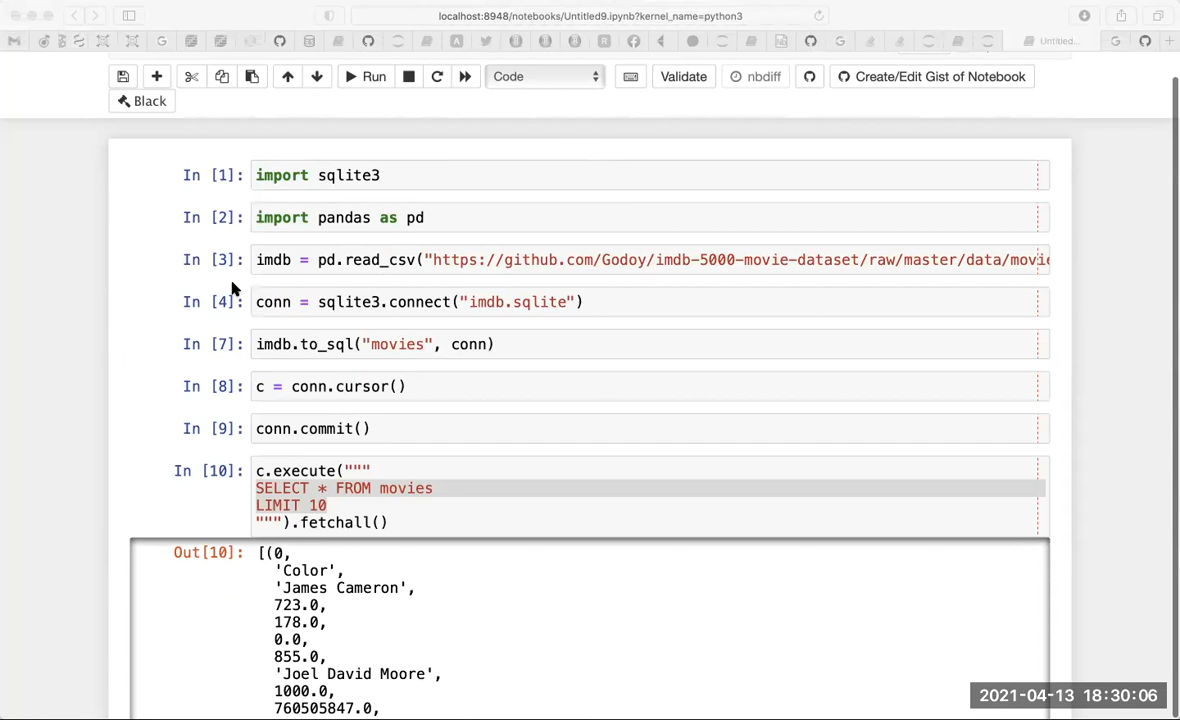 localhost:8948/notebooks/Untitled9.ipynb?kernel_name=python3
Untitled...
Run
Code
Validate
nbdiff
Create/Edit Gist of Notebook
Black
In [1]: import sqlite3
In [2]: import pandas as pd
In [3]: imdb = pd.read_csv("https://github.com/Godoy/imdb-5000-movie-dataset/raw/master/data/movie
In [4]: conn = sqlite3.connect("imdb.sqlite")
In [7]: imdb.to_sql("movies", conn)
In [8]: c = conn.cursor()
In [9]: conn.commit()
In [10]: c.execute("""
SELECT * FROM movies
LIMIT 10
""").fetchall()
Out[10]: [(0,
'Color',
'James Cameron',
723.0,
178.0,
0.0,
855.0,
'Joel David Moore',
1000.0,
760505847.0,
2021-04-13 18:30:06